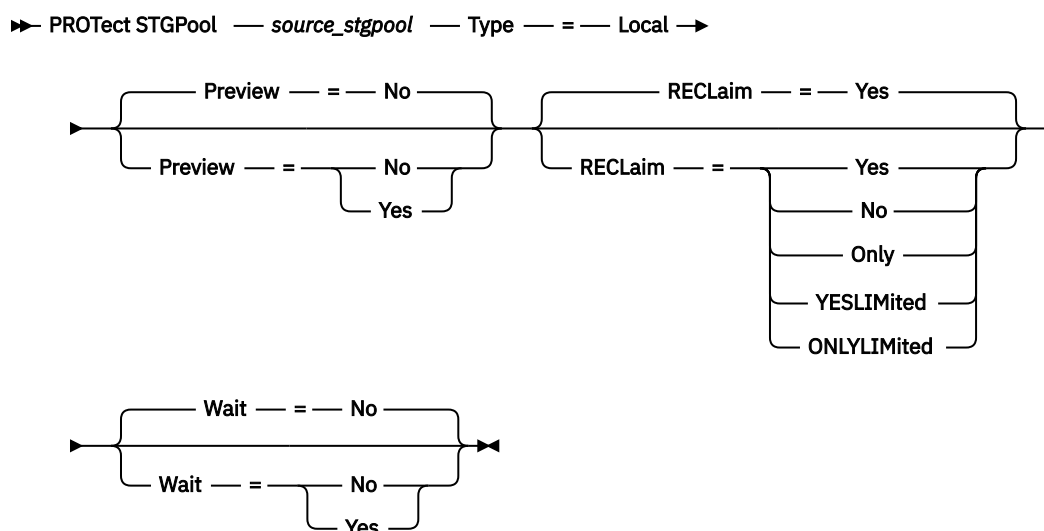 PROTect STGPool source_stgpool Type = Local
Preview = No RECLaim = Yes
Preview = No RECLaim = Yes
Yes No
Only
YESLIMited
ONLYLIMited
Wait = No
Wait = No
Yes